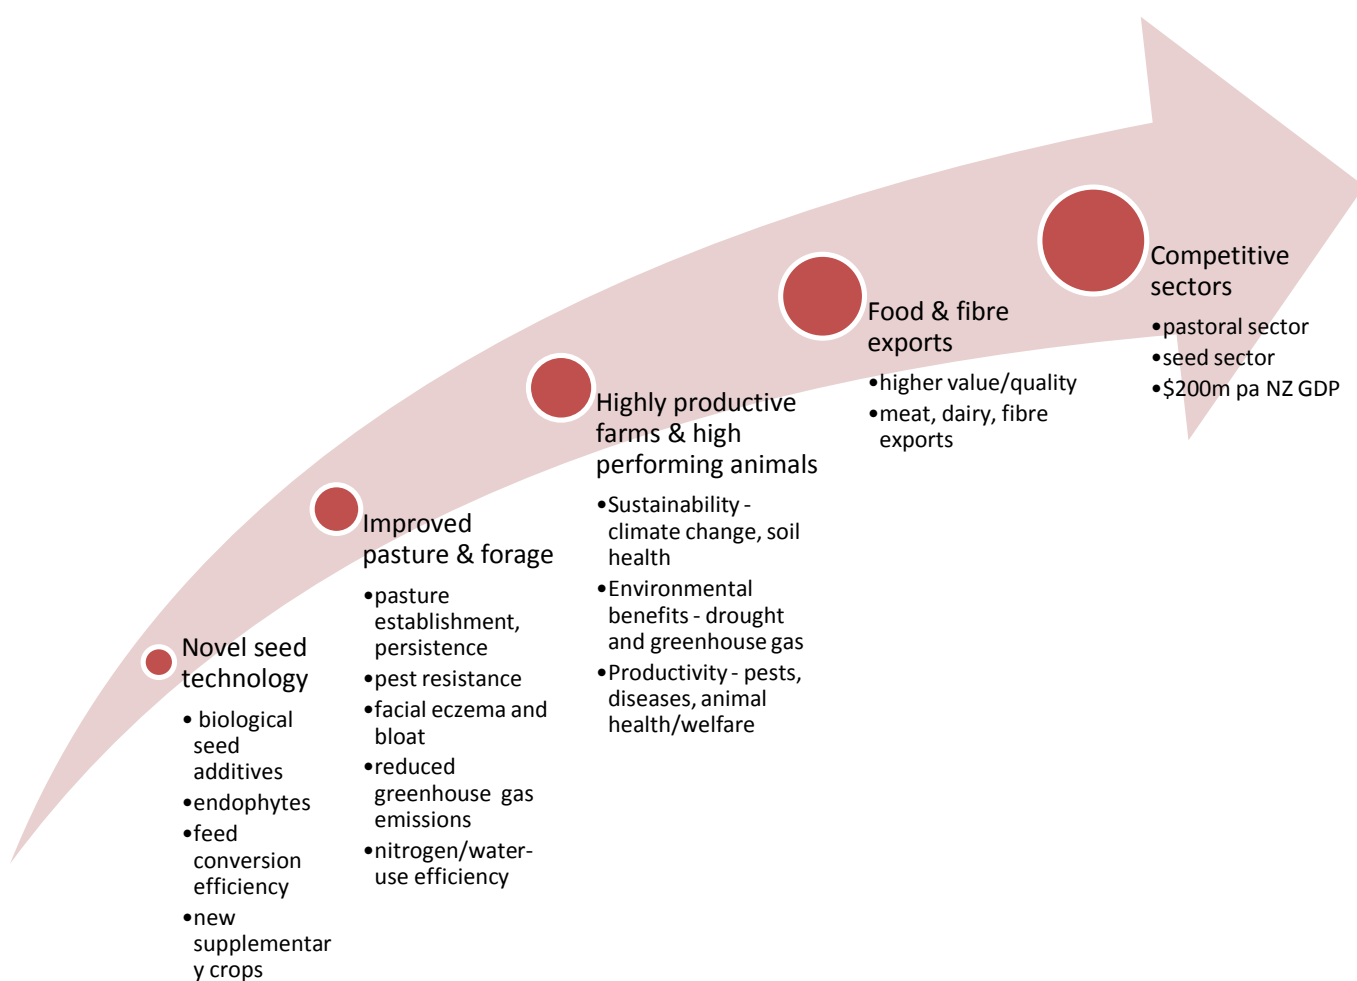 Novel seed
technology
• biological
seed
additives
•endophytes
•feed
conversion
efficiency
•new
supplementar
y crops
Improved
pasture & forage
•pasture
establishment,
persistence
•pest resistance
•facial eczema and
bloat
•reduced
greenhouse gas
emissions
•nitrogen/water-
use efficiency
Highly productive
farms & high
performing animals
•Sustainability -
climate change, soil
health
•Environmental
benefits - drought
and greenhouse gas
•Productivity - pests,
diseases, animal
health/welfare
Food & fibre
exports
•higher value/quality
•meat, dairy, fibre
exports
Competitive
sectors
•pastoral sector
•seed sector
•$200m pa NZ GDP